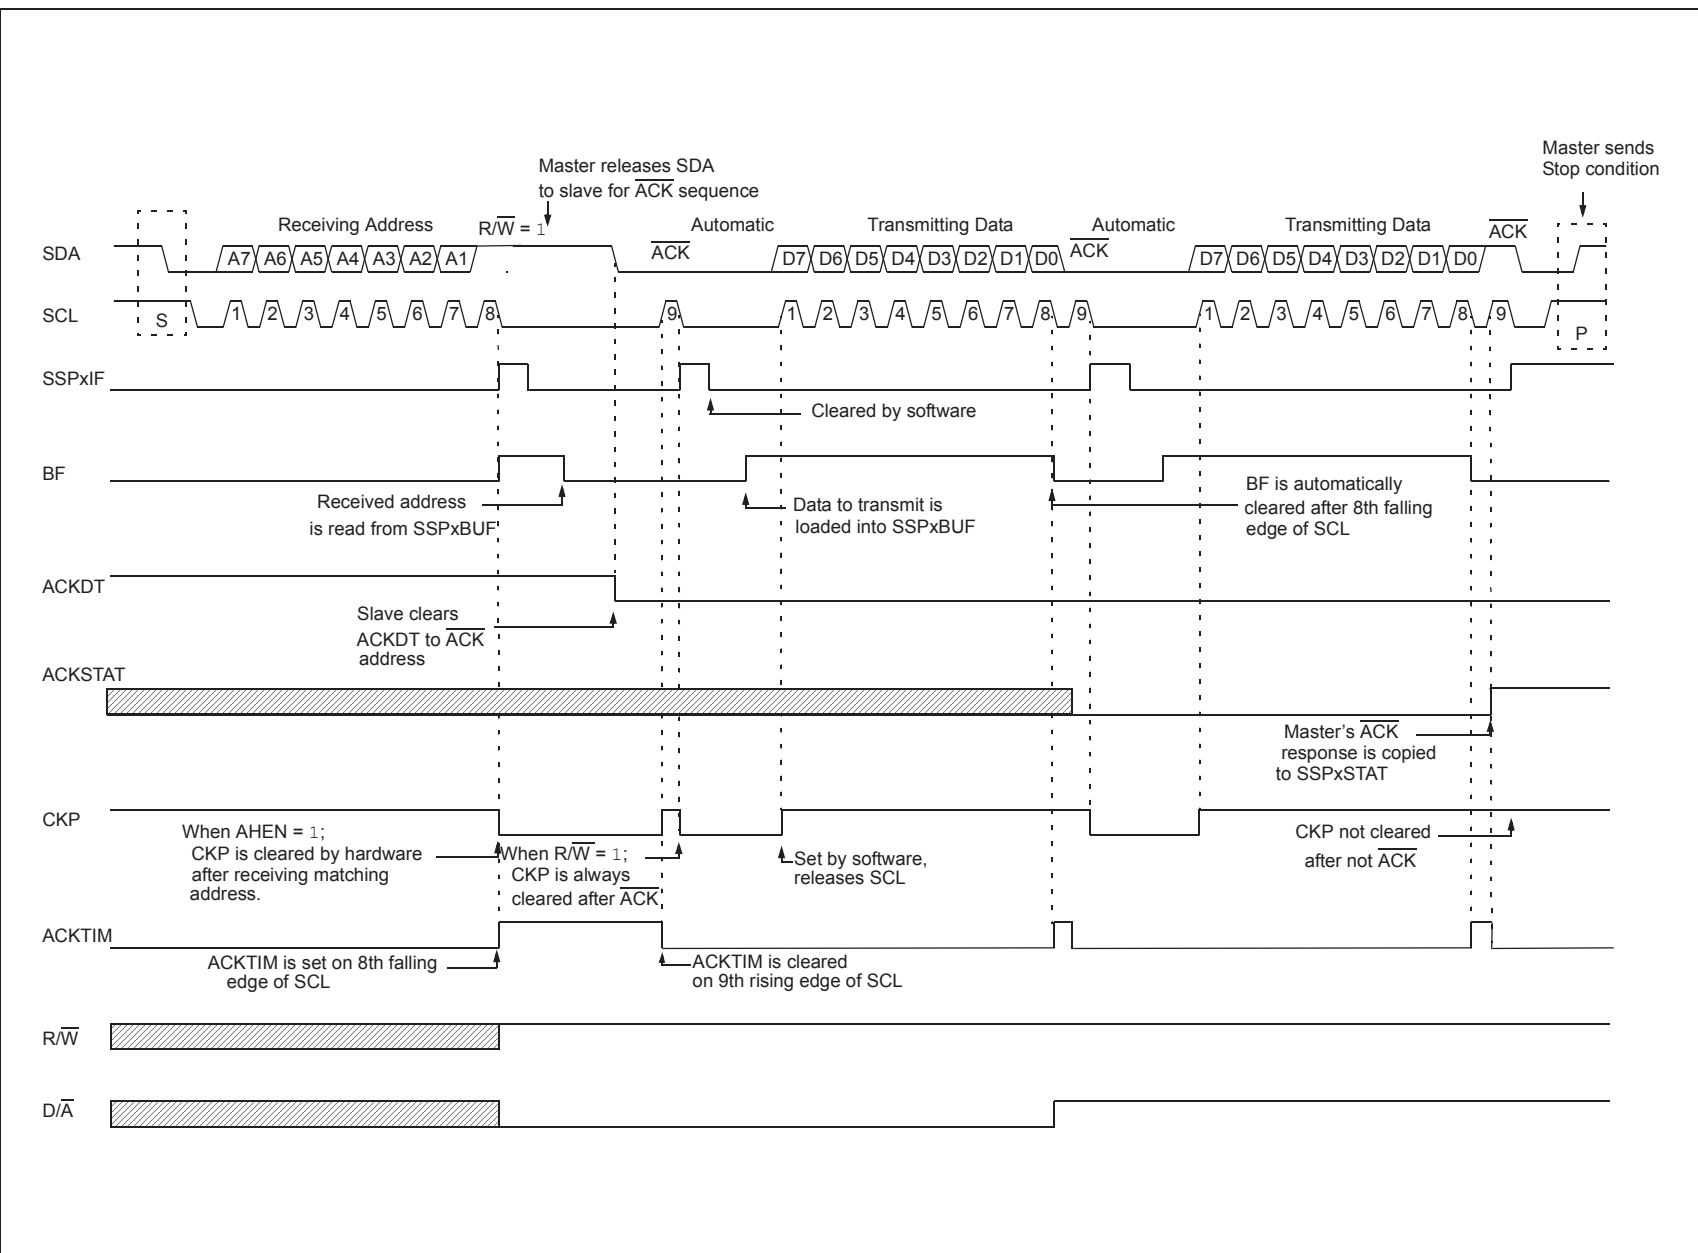 Master sends
Stop condition
Master releases SDA
to slave for ACK sequence
Receiving Address
R/W = 1
Automatic
Transmitting Data
Automatic
Transmitting Data
ACK
SDA
A7 A6 A5 A4 A3 A2 A1
ACK
D7 D6 D5 D4 D3 D2 D1 D0
ACK
D7 D6 D5 D4 D3 D2 D1 D0
SCL
S
1 2 3 4 5 6 7 8
9
1 2 3 4 5 6 7 8 9
1 2 3 4 5 6 7 8 9
P
SSPxIF
Cleared by software
BF
Received address
is read from SSPxBUF
Data to transmit is
loaded into SSPxBUF
BF is automatically
cleared after 8th falling
edge of SCL
ACKDT
Slave clears
ACKDT to ACK
address
ACKSTAT
Master's ACK
response is copied
to SSPxSTAT
CKP
When AHEN = 1;
CKP is cleared by hardware
after receiving matching
address.
When R/W = 1;
CKP is always
cleared after ACK
Set by software,
releases SCL
CKP not cleared
after not ACK
ACKTIM
ACKTIM is set on 8th falling
edge of SCL
ACKTIM is cleared
on 9th rising edge of SCL
R/W
D/A